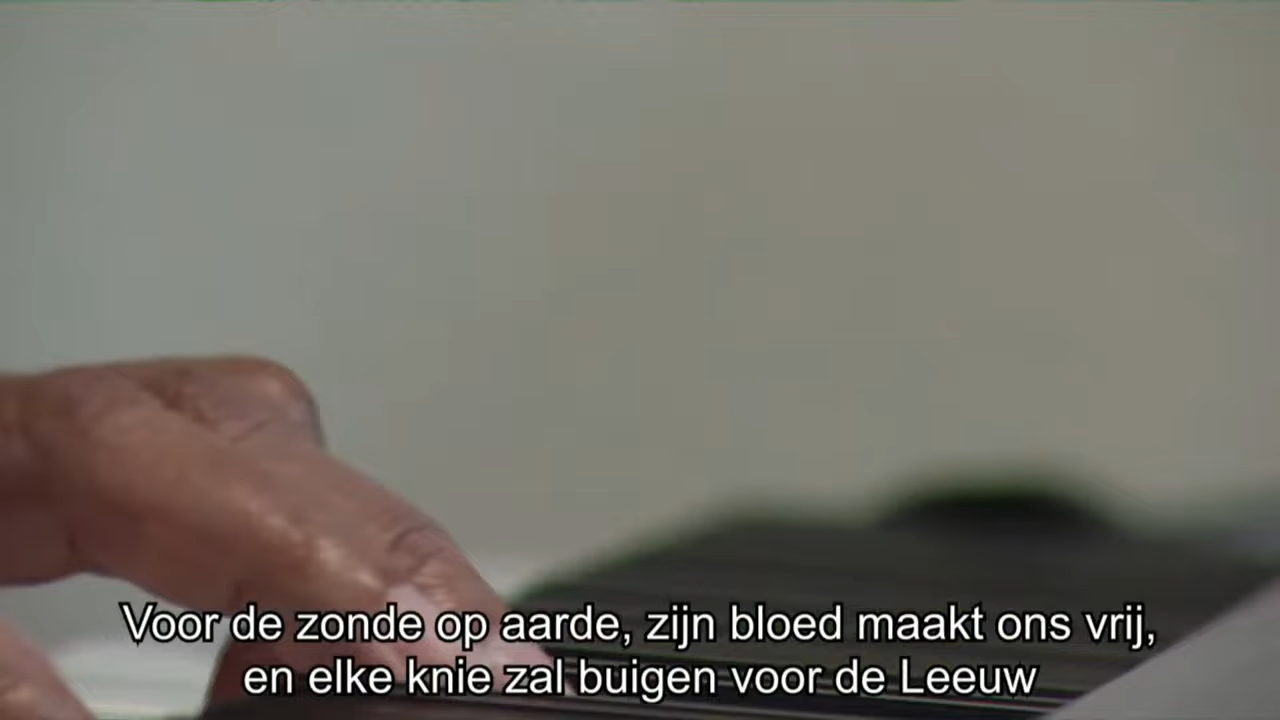 Voor de zonde op aarde, zijn bloed maakt ons vrij,
en elke knie zal buigen voor de Leeuw